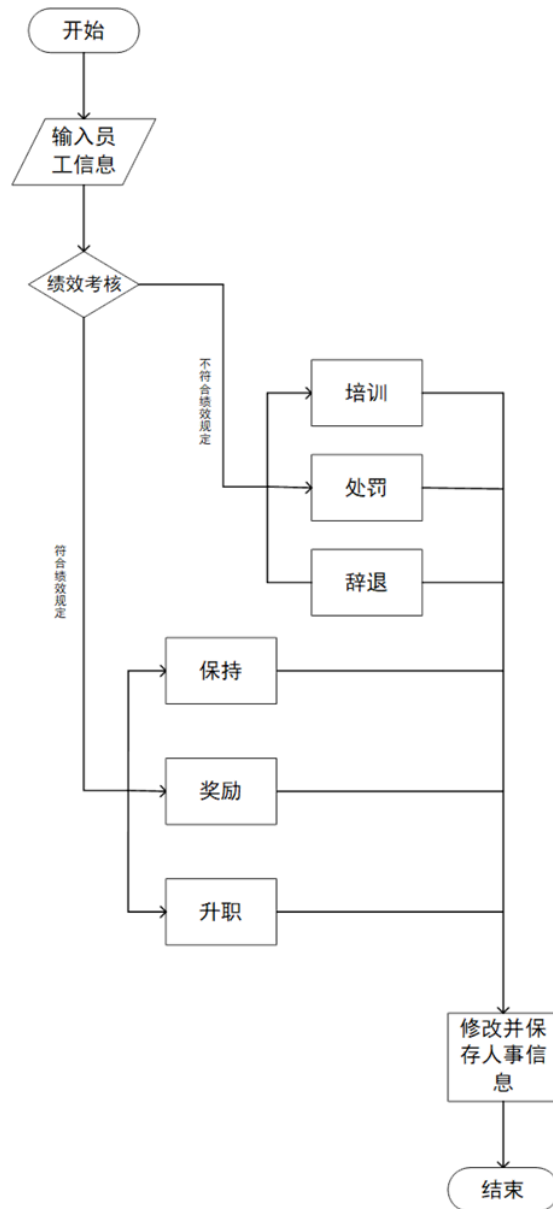 开始
输入员
工信息
绩效考核
不符合绩效规定
培训
处罚
辞退
符合绩效规定
保持
奖励
升职
修改并保
存人事信
息
结束